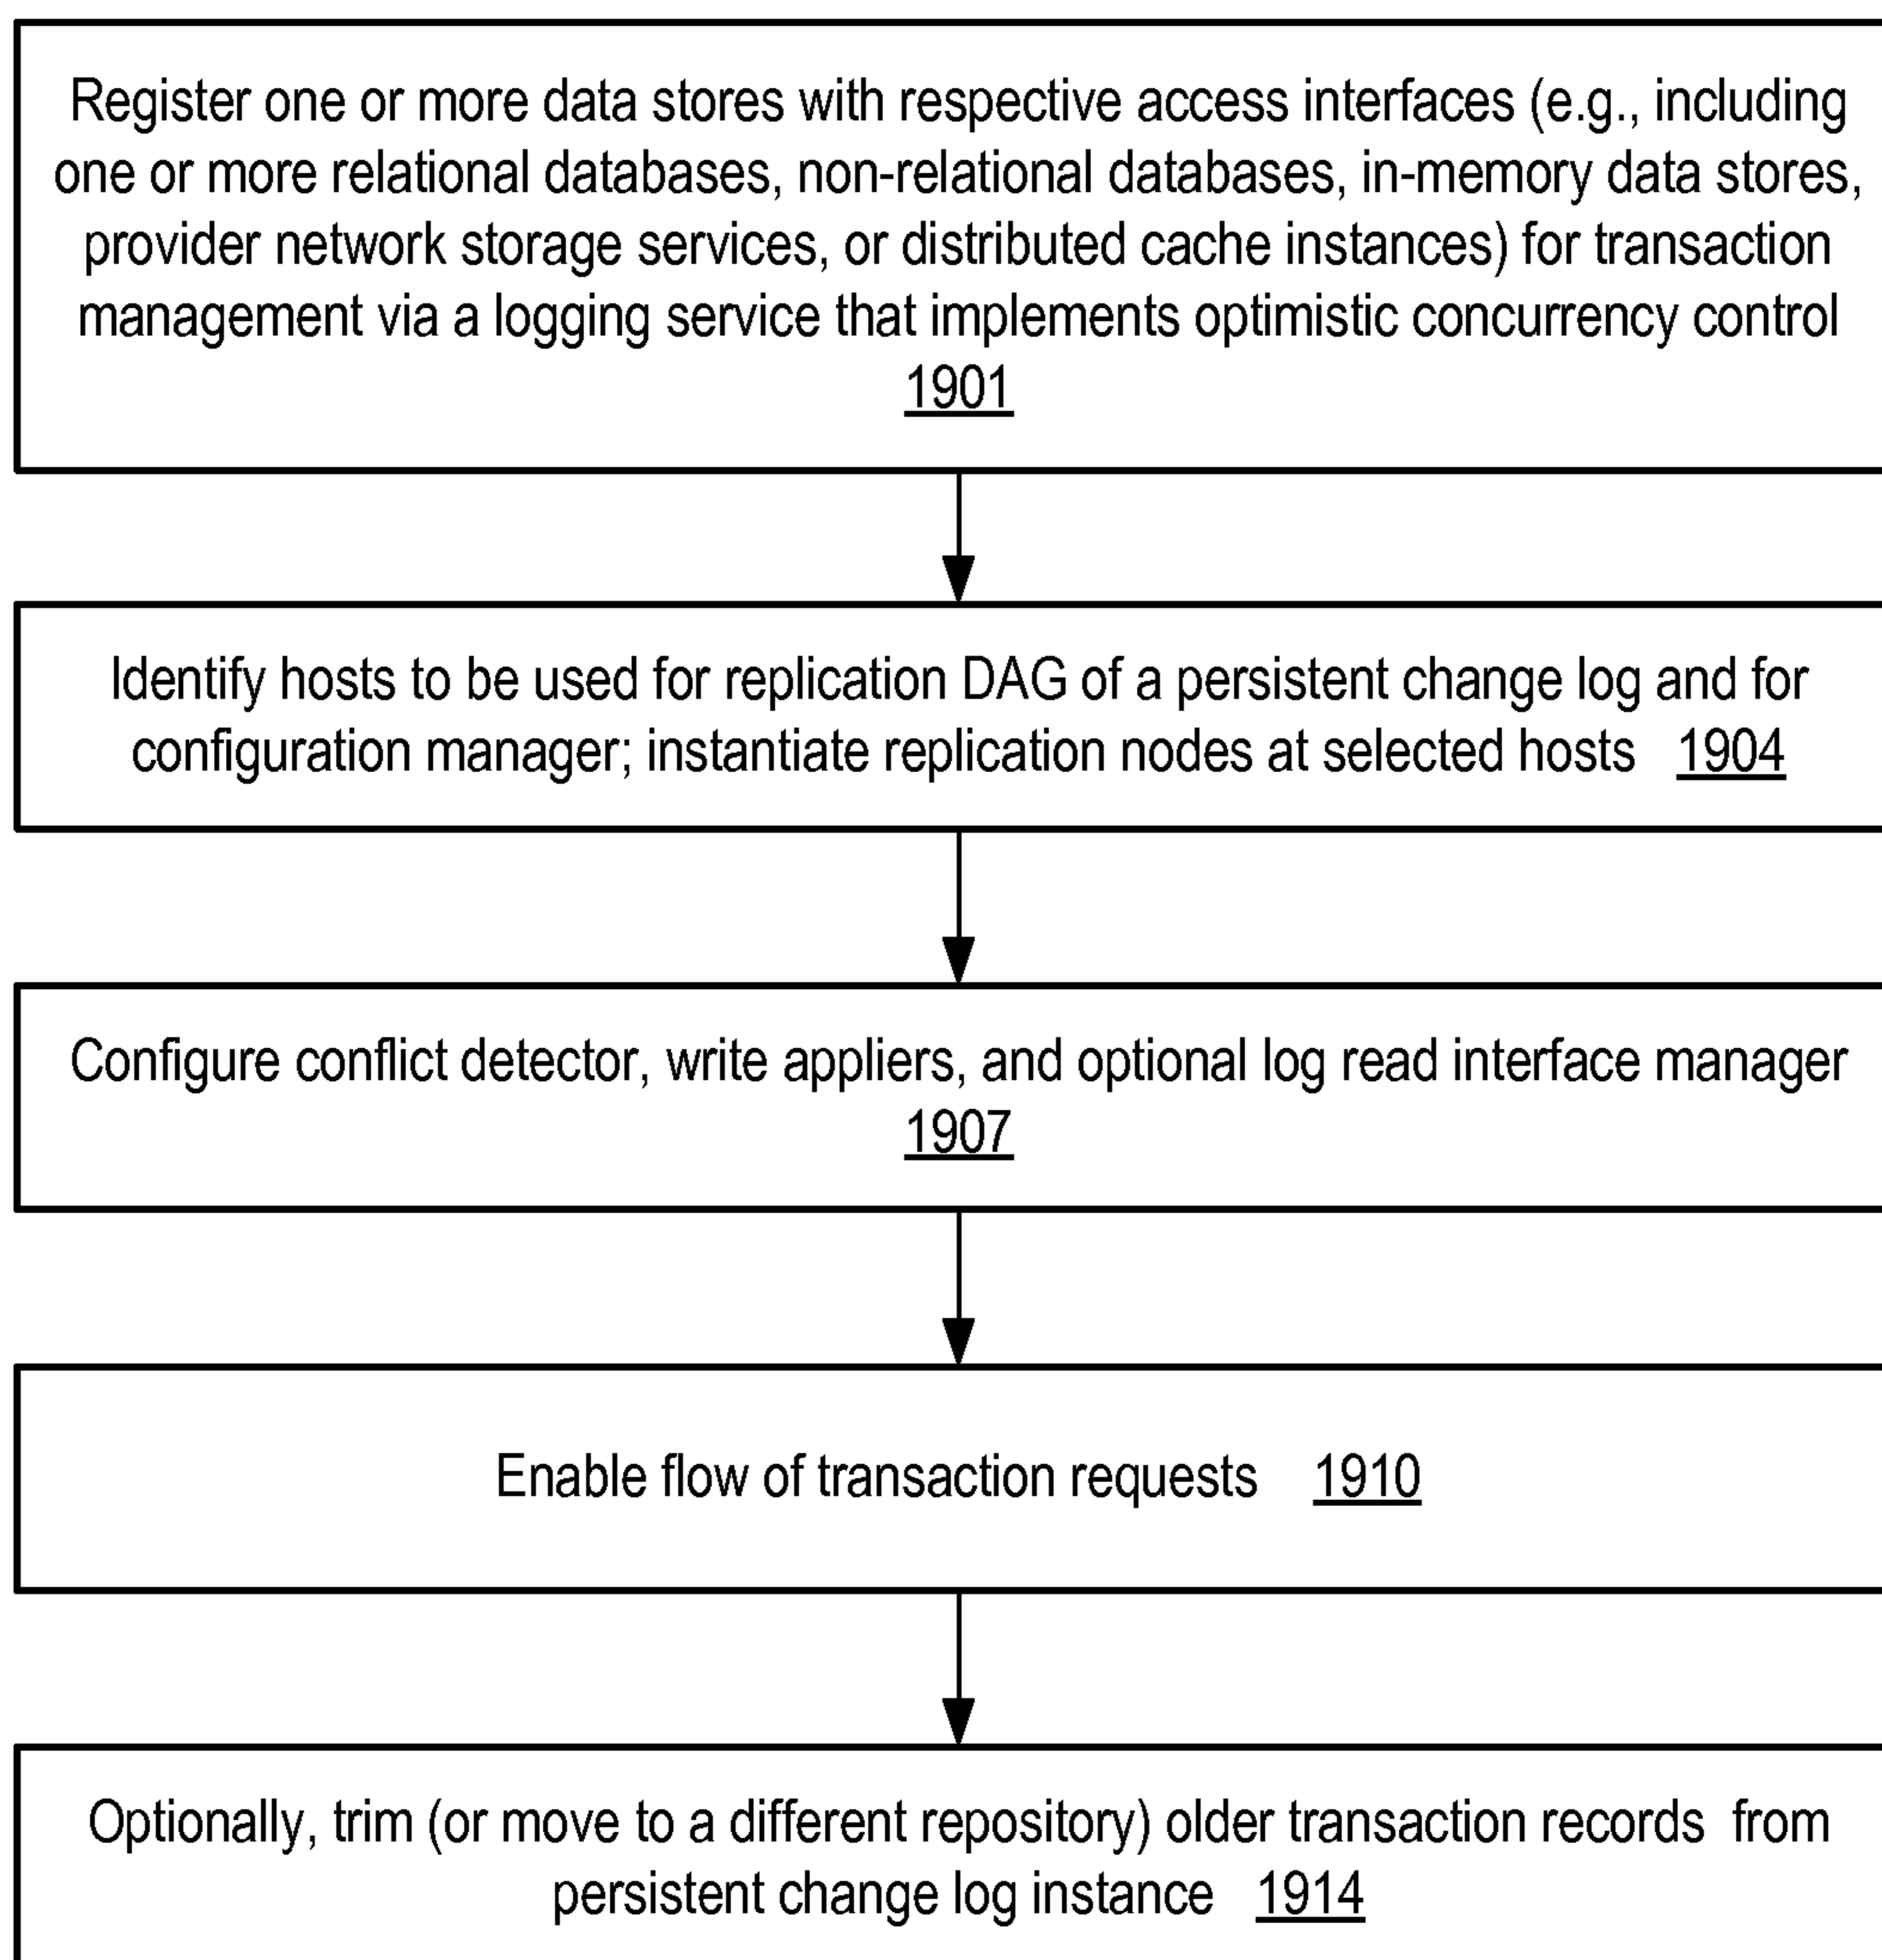 Register one or more data stores with respective access interfaces (e.g., including
one or more relational databases, non-relational databases, in-memory data stores,
provider network storage services, or distributed cache instances) for transaction
management via a logging service that implements optimistic concurrency control
1901
Identify hosts to be used for replication DAG of a persistent change log and for
configuration manager; instantiate replication nodes at selected hosts 1904
Configure conflict detector, write appliers, and optional log read interface manager
1907
Enable flow of transaction requests 1910
Optionally, trim (or move to a different repository) older transaction records from
persistent change log instance 1914